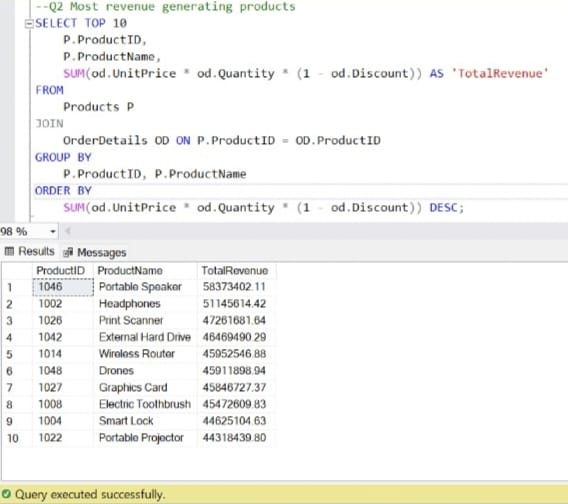 --Q2 Most revenue generating products
SELECT TOP 10
P.ProductID,
P.ProductName,
SUM(od.UnitPrice * od.Quantity * (1 - od.Discount)) AS 'TotalRevenue'
FROM
Products P
JOIN
OrderDetails OD ON P.ProductID = OD.ProductID
GROUP BY
P.ProductID, P.ProductName
ORDER BY
SUM(od.UnitPrice * od.Quantity * (1 - od.Discount)) DESC;
98 %
Results Messages
ProductID ProductName TotalRevenue
1 1046 Portable Speaker 58373402.11
2 1002 Headphones 51145614.42
3 1026 Print Scanner 47261681.64
4 1042 External Hard Drive 46469490.29
5 1014 Wireless Router 45952546.88
6 1048 Drones 45911898.94
7 1027 Graphics Card 45846727.37
8 1008 Electric Toothbrush 45472609.83
9 1004 Smart Lock 44625104.63
10 1022 Portable Projector 44318439.80
Query executed successfully.